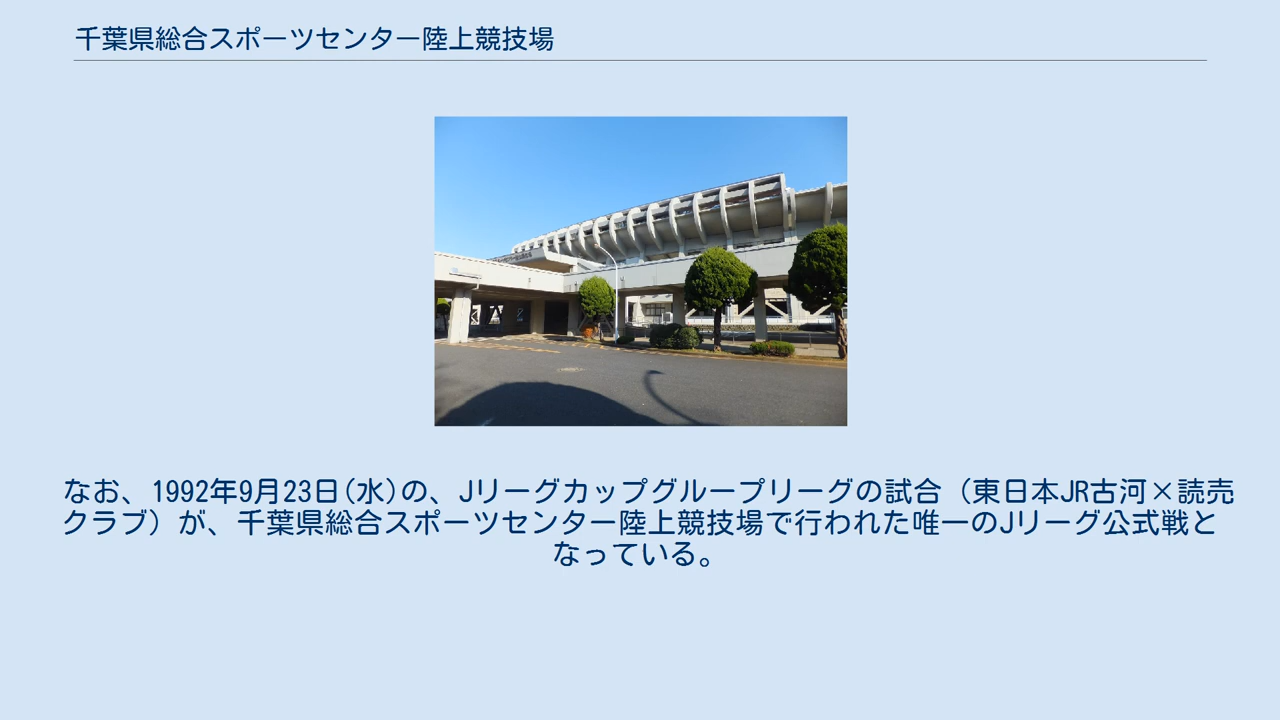 千葉県総合スポーツセンター陸上競技場
なお、1992年9月23日(水)の、Jリーグカップグループリーグの試合（東日本JR古河×読売
クラブ）が、千葉県総合スポーツセンター陸上競技場で行われた唯一のJリーグ公式戦と
なっている。